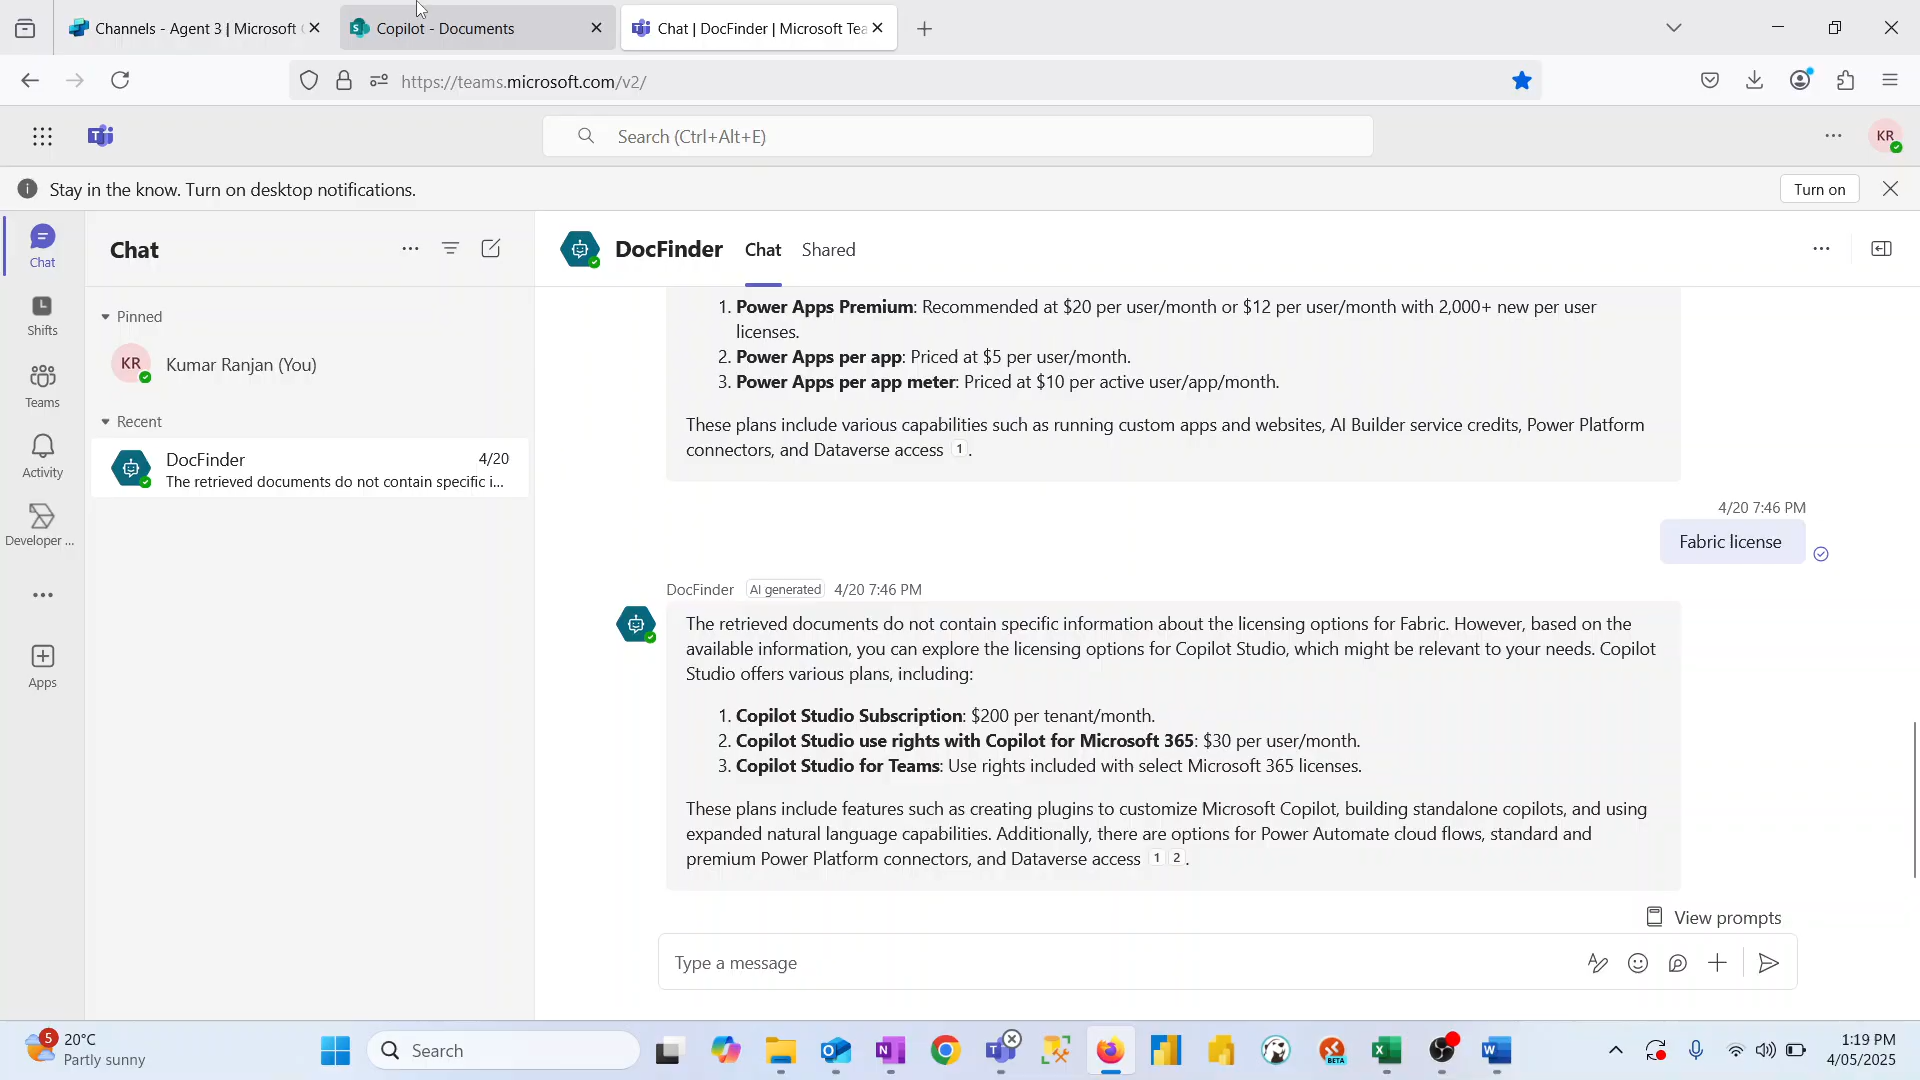 Channels - Agent 3 | Microsoft
Copilot - Documents
Chat | DocFinder | Microsoft Tea
https://teams.microsoft.com/v2/
Search (Ctrl+Alt+E)
KR
Stay in the know. Turn on desktop notifications.
Turn on
Chat
Shifts
Teams
Activity
Developer ...
Apps
Chat
Pinned
KR
Kumar Ranjan (You)
Recent
DocFinder
4/20
The retrieved documents do not contain specific i...
DocFinder
Chat
Shared
1. Power Apps Premium: Recommended at $20 per user/month or $12 per user/month with 2,000+ new per user
licenses.
2. Power Apps per app: Priced at $5 per user/month.
3. Power Apps per app meter: Priced at $10 per active user/app/month.
These plans include various capabilities such as running custom apps and websites, AI Builder service credits, Power Platform
connectors, and Dataverse access 1.
4/20 7:46 PM
Fabric license
DocFinder AI generated 4/20 7:46 PM
The retrieved documents do not contain specific information about the licensing options for Fabric. However, based on the
available information, you can explore the licensing options for Copilot Studio, which might be relevant to your needs. Copilot
Studio offers various plans, including:
1. Copilot Studio Subscription: $200 per tenant/month.
2. Copilot Studio use rights with Copilot for Microsoft 365: $30 per user/month.
3. Copilot Studio for Teams: Use rights included with select Microsoft 365 licenses.
These plans include features such as creating plugins to customize Microsoft Copilot, building standalone copilots, and using
expanded natural language capabilities. Additionally, there are options for Power Automate cloud flows, standard and
premium Power Platform connectors, and Dataverse access 1 2.
View prompts
Type a message
5
20°C
Partly sunny
Search
BETA
1:19 PM
4/05/2025